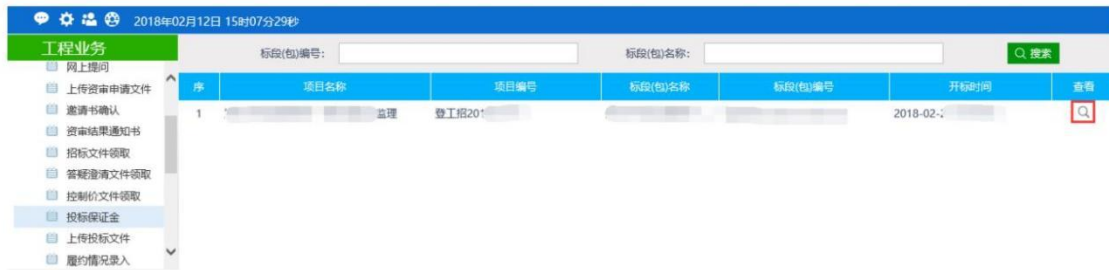 2018年02月12日 15时07分29秒
工程业务
标段(包)编号:
标段(包)名称:
搜索
网上提问
上传资审申请文件
邀请书确认
资审结果通知书
招标文件领取
答疑澄清文件领取
控制价文件领取
投标保证金
上传投标文件
履约情况录入
序 项目名称 项目编号 标段(包)名称 标段(包)编号 开标时间 查看
1 监理 登工招201 2018-02-